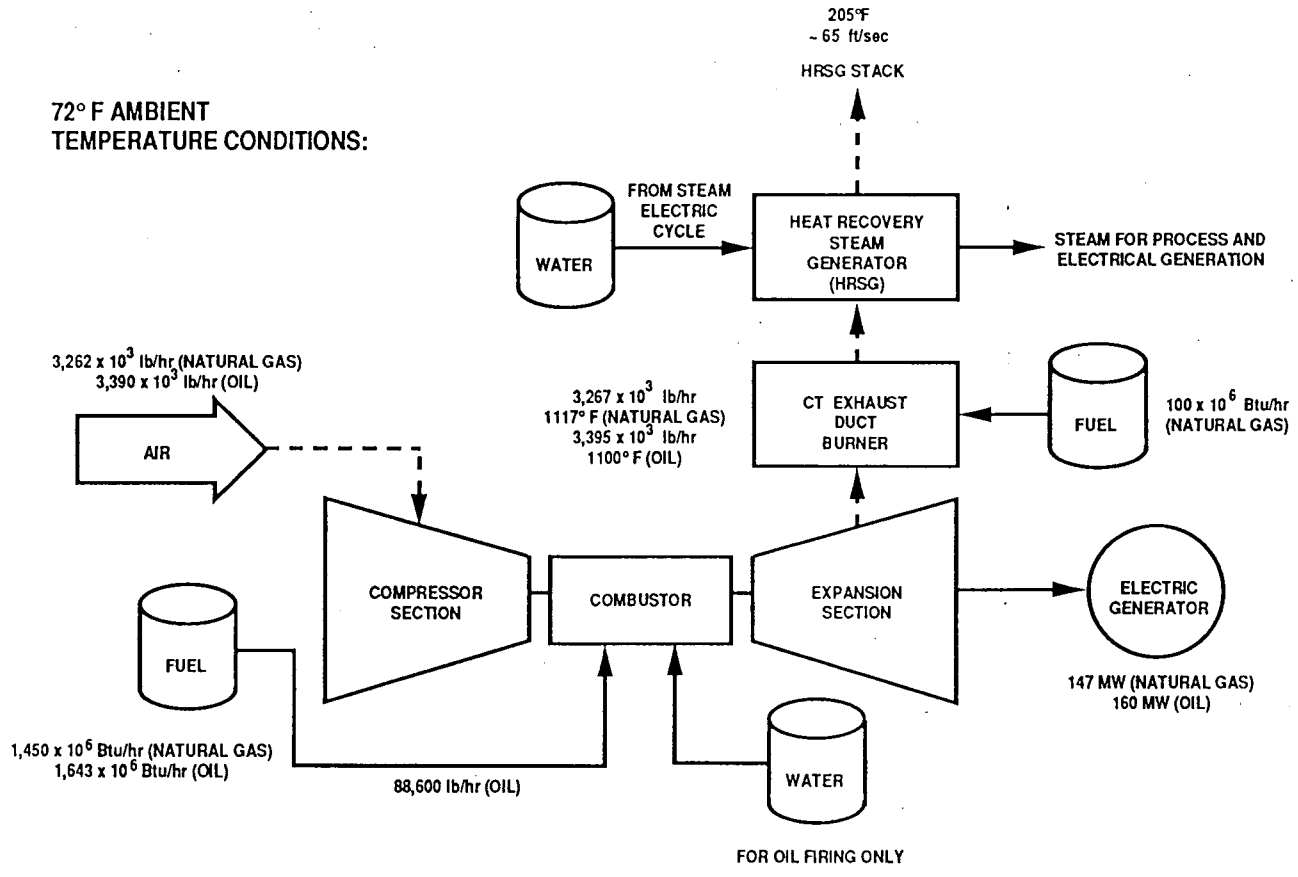 205°F
~ 65 ft/sec
HRSG STACK
72° F AMBIENT
TEMPERATURE CONDITIONS:
FROM STEAM
ELECTRIC
CYCLE
WATER
HEAT RECOVERY
STEAM
GENERATOR
(HRSG)
STEAM FOR PROCESS AND
ELECTRICAL GENERATION
3,262 x 10³ lb/hr (NATURAL GAS)
3,390 x 10³ lb/hr (OIL)
AIR
3,267 x 10³ lb/hr
1117° F (NATURAL GAS)
3,395 x 10³ lb/hr
1100° F (OIL)
CT EXHAUST
DUCT
BURNER
FUEL
100 x 10⁶ Btu/hr
(NATURAL GAS)
COMPRESSOR
SECTION
COMBUSTOR
EXPANSION
SECTION
ELECTRIC
GENERATOR
147 MW (NATURAL GAS)
160 MW (OIL)
FUEL
1,450 x 10⁶ Btu/hr (NATURAL GAS)
1,643 x 10⁶ Btu/hr (OIL)
88,600 lb/hr (OIL)
WATER
FOR OIL FIRING ONLY